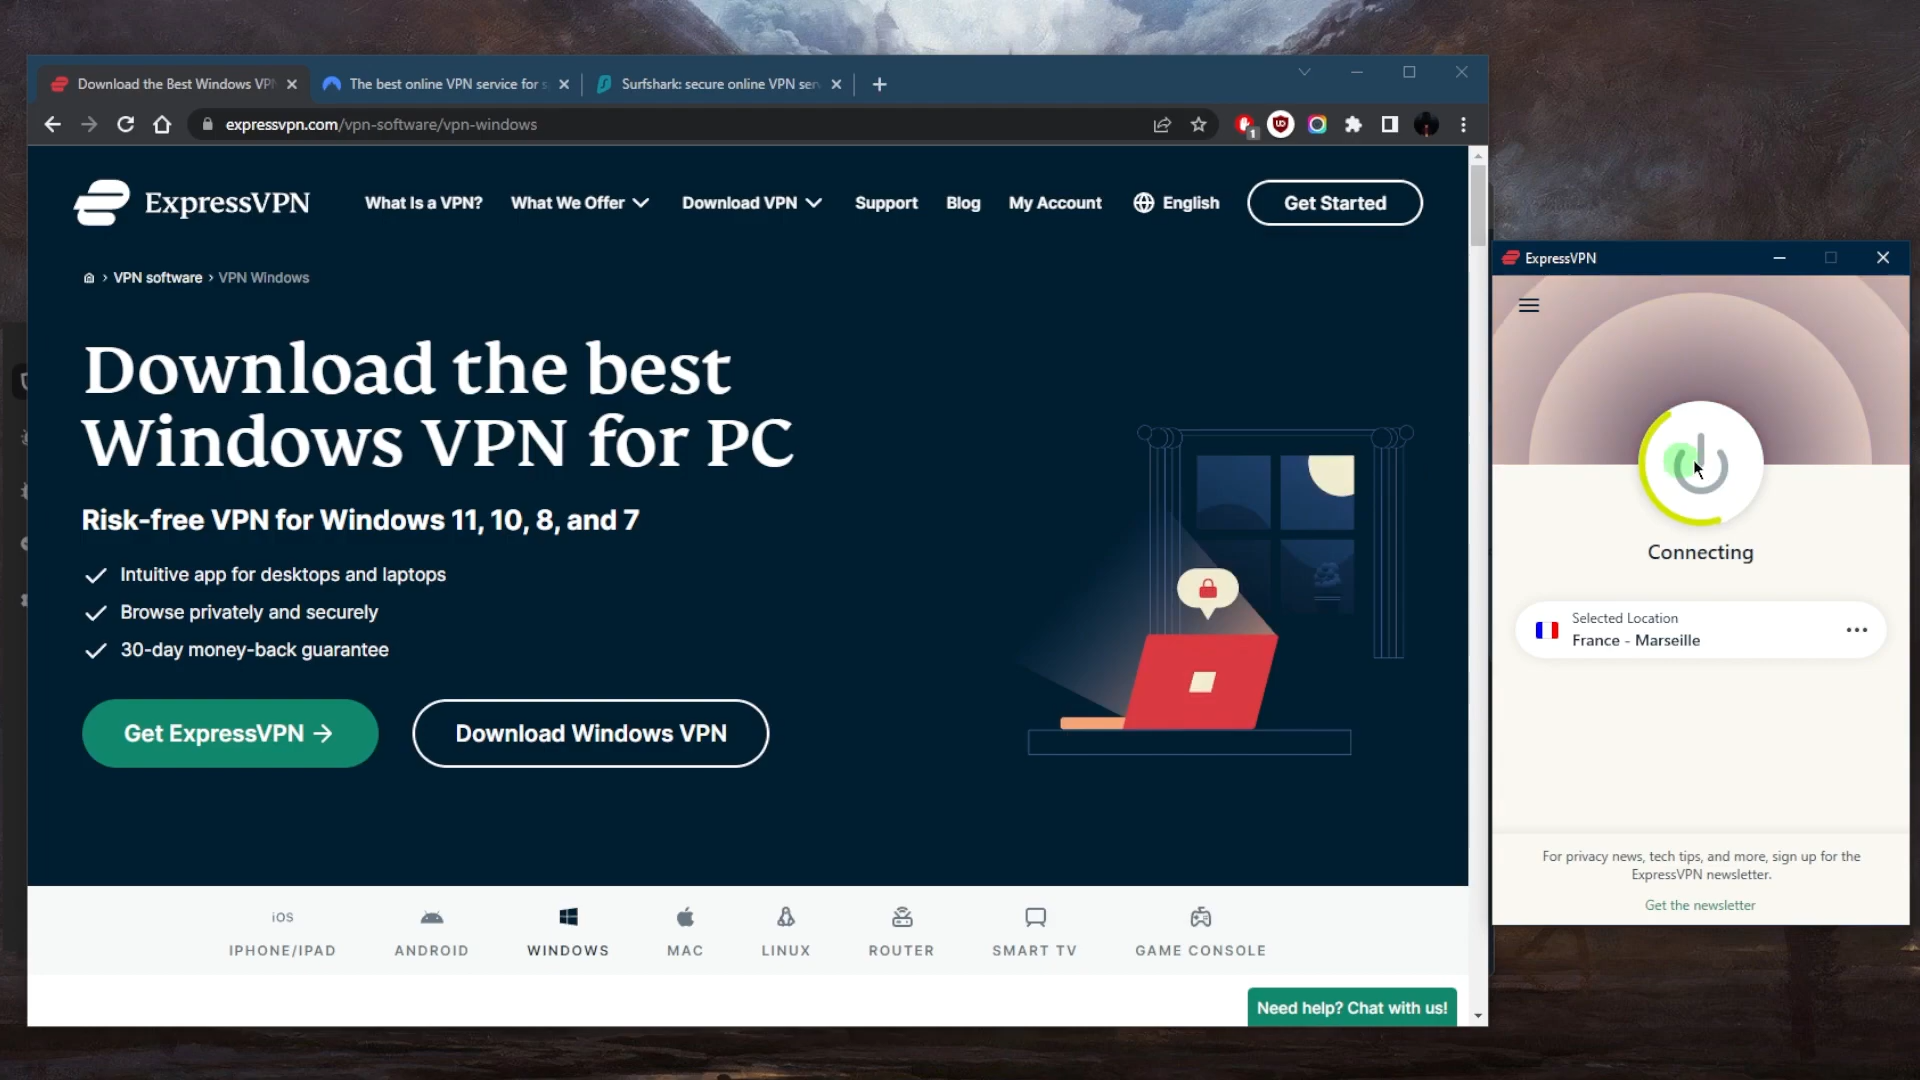 Download the Best Windows VPN
The best online VPN service for s
Surfshark: secure online VPN ser
expressvpn.com/vpn-software/vpn-windows
1
ExpressVPN
What Is a VPN?
What We Offer
Download VPN
Support
Blog
My Account
English
Get Started
VPN software › VPN Windows
Download the best
Windows VPN for PC
Risk-free VPN for Windows 11, 10, 8, and 7
Intuitive app for desktops and laptops
Browse privately and securely
30-day money-back guarantee
Get ExpressVPN →
Download Windows VPN
iOS
IPHONE/IPAD
ANDROID
WINDOWS
MAC
LINUX
ROUTER
SMART TV
GAME CONSOLE
Need help? Chat with us!
ExpressVPN
Connecting
Selected Location
France - Marseille
For privacy news, tech tips, and more, sign up for the
ExpressVPN newsletter.
Get the newsletter